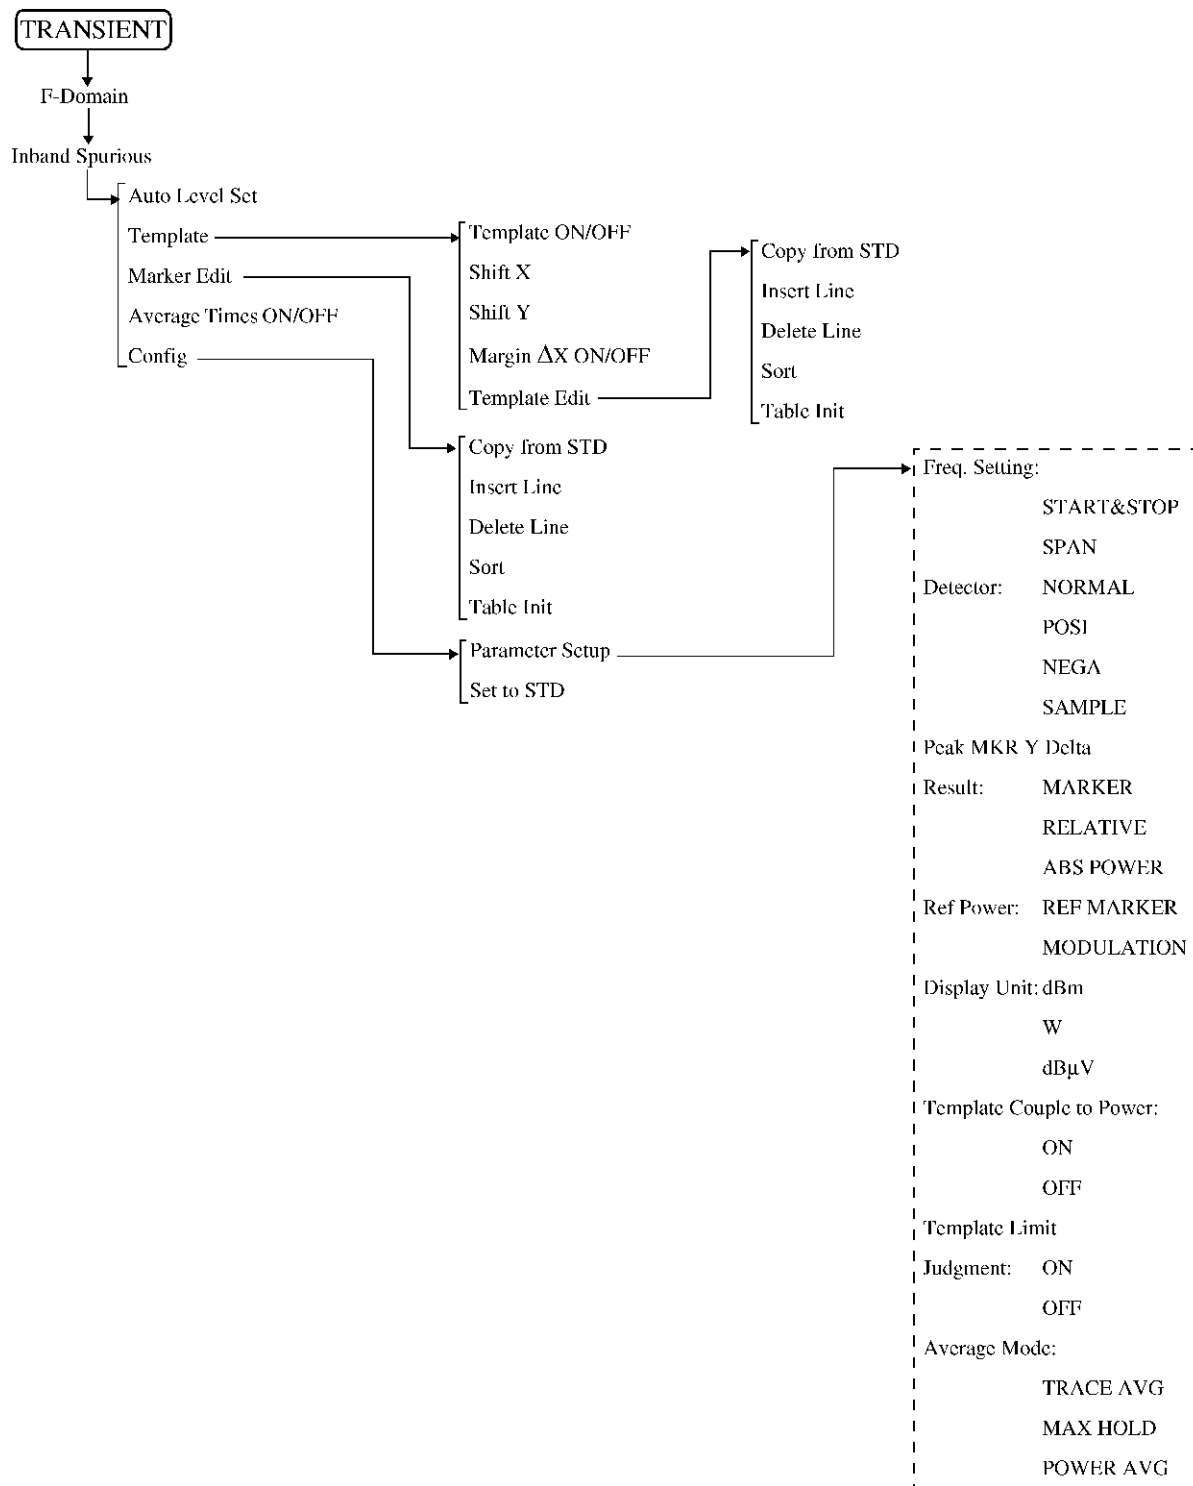 TRANSIENT
F-Domain
Inband Spurious
Auto Level Set
Template
Marker Edit
Average Times ON/OFF
Config
Template ON/OFF
Shift X
Shift Y
Margin ΔX ON/OFF
Template Edit
Copy from STD
Insert Line
Delete Line
Sort
Table Init
Copy from STD
Insert Line
Delete Line
Sort
Table Init
Parameter Setup
Set to STD
Freq. Setting:
START&STOP
SPAN
Detector: NORMAL
POSI
NEGA
SAMPLE
Peak MKR Y Delta
Result: MARKER
RELATIVE
ABS POWER
Ref Power: REF MARKER
MODULATION
Display Unit: dBm
W
dBµV
Template Couple to Power:
ON
OFF
Template Limit
Judgment: ON
OFF
Average Mode:
TRACE AVG
MAX HOLD
POWER AVG